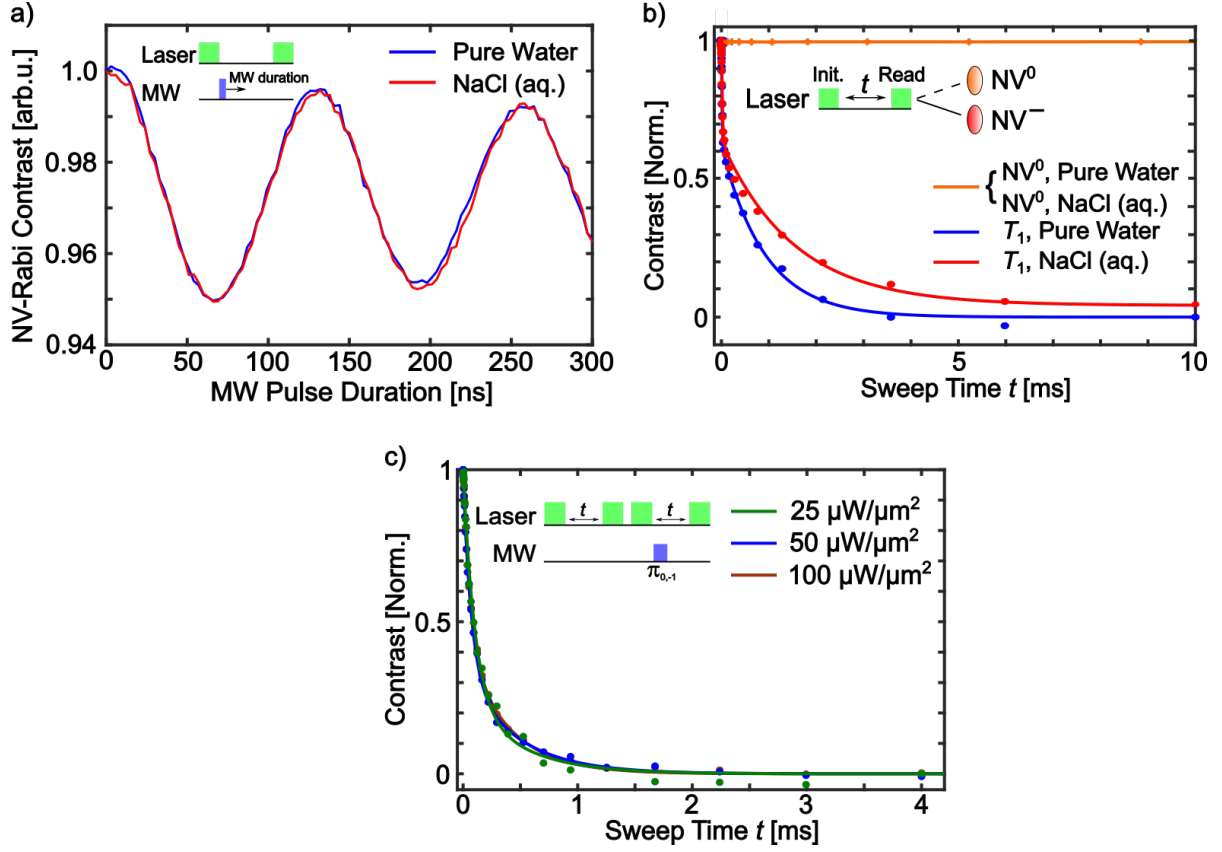 a)
NV-Rabi Contrast [arb.u.]
1.0
0.98
0.96
0.94
0
50
100
150
200
250
300
MW Pulse Duration [ns]
Laser
MW
MW duration
Pure Water
NaCl (aq.)
b)
Contrast [Norm.]
1
0.5
0
0
2
4
6
8
10
Sweep Time t [ms]
Init.
t
Read
Laser
NV⁰
NV⁻
{ NV⁰, Pure Water
NV⁰, NaCl (aq.)
T₁, Pure Water
T₁, NaCl (aq.)
c)
Contrast [Norm.]
1
0.5
0
0
1
2
3
4
Sweep Time t [ms]
Laser
t
t
MW
π₀,₋₁
25 µW/µm²
50 µW/µm²
100 µW/µm²